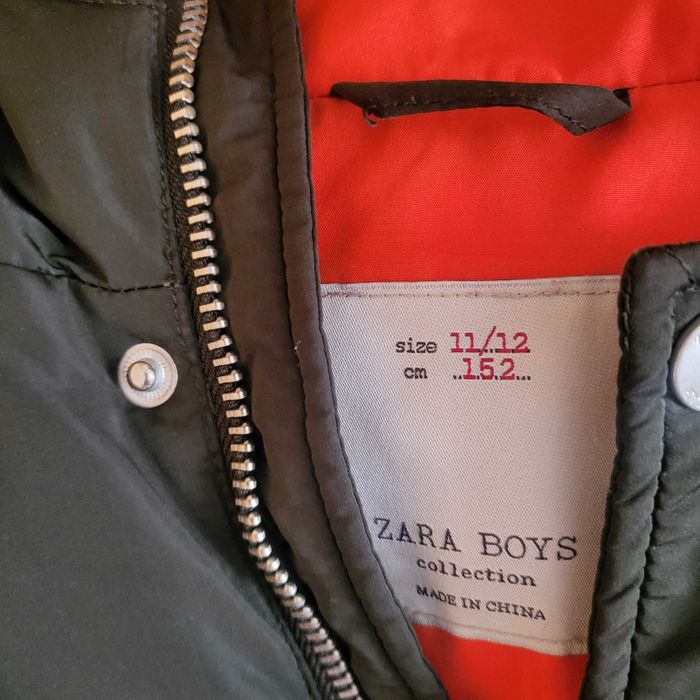 size 11/12
cm ..152...
ZARA BOYS
collection
MADE IN CHINA